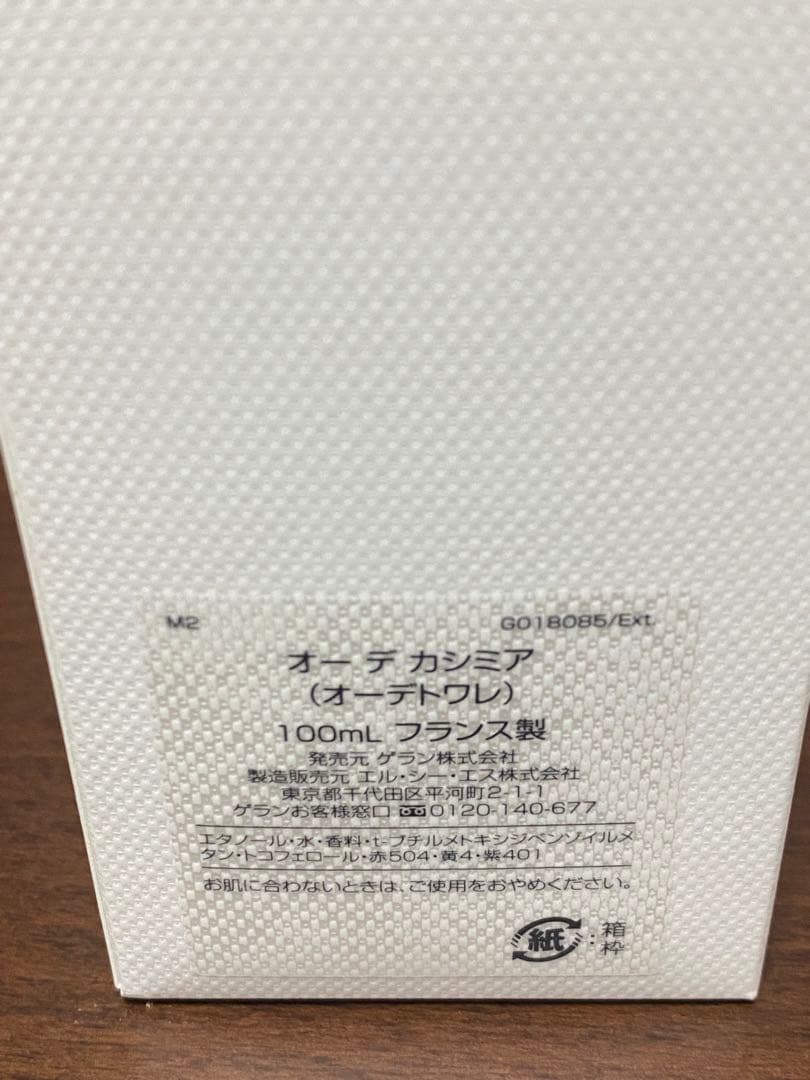 M2 G018085/Ext.
オー デ カシミア
（オーデトワレ）
100mL フランス製
発売元 ゲラン株式会社
製造販売元 エル・シー・エス株式会社
東京都千代田区平河町2-1-1
ゲランお客様窓口 0120-140-677
エタノール・水・香料・t-ブチルメトキシジベンゾイルメ
タン・トコフェロール・赤504・黄4・紫401
お肌に合わないときは、ご使用をおやめください。
紙:箱
枠